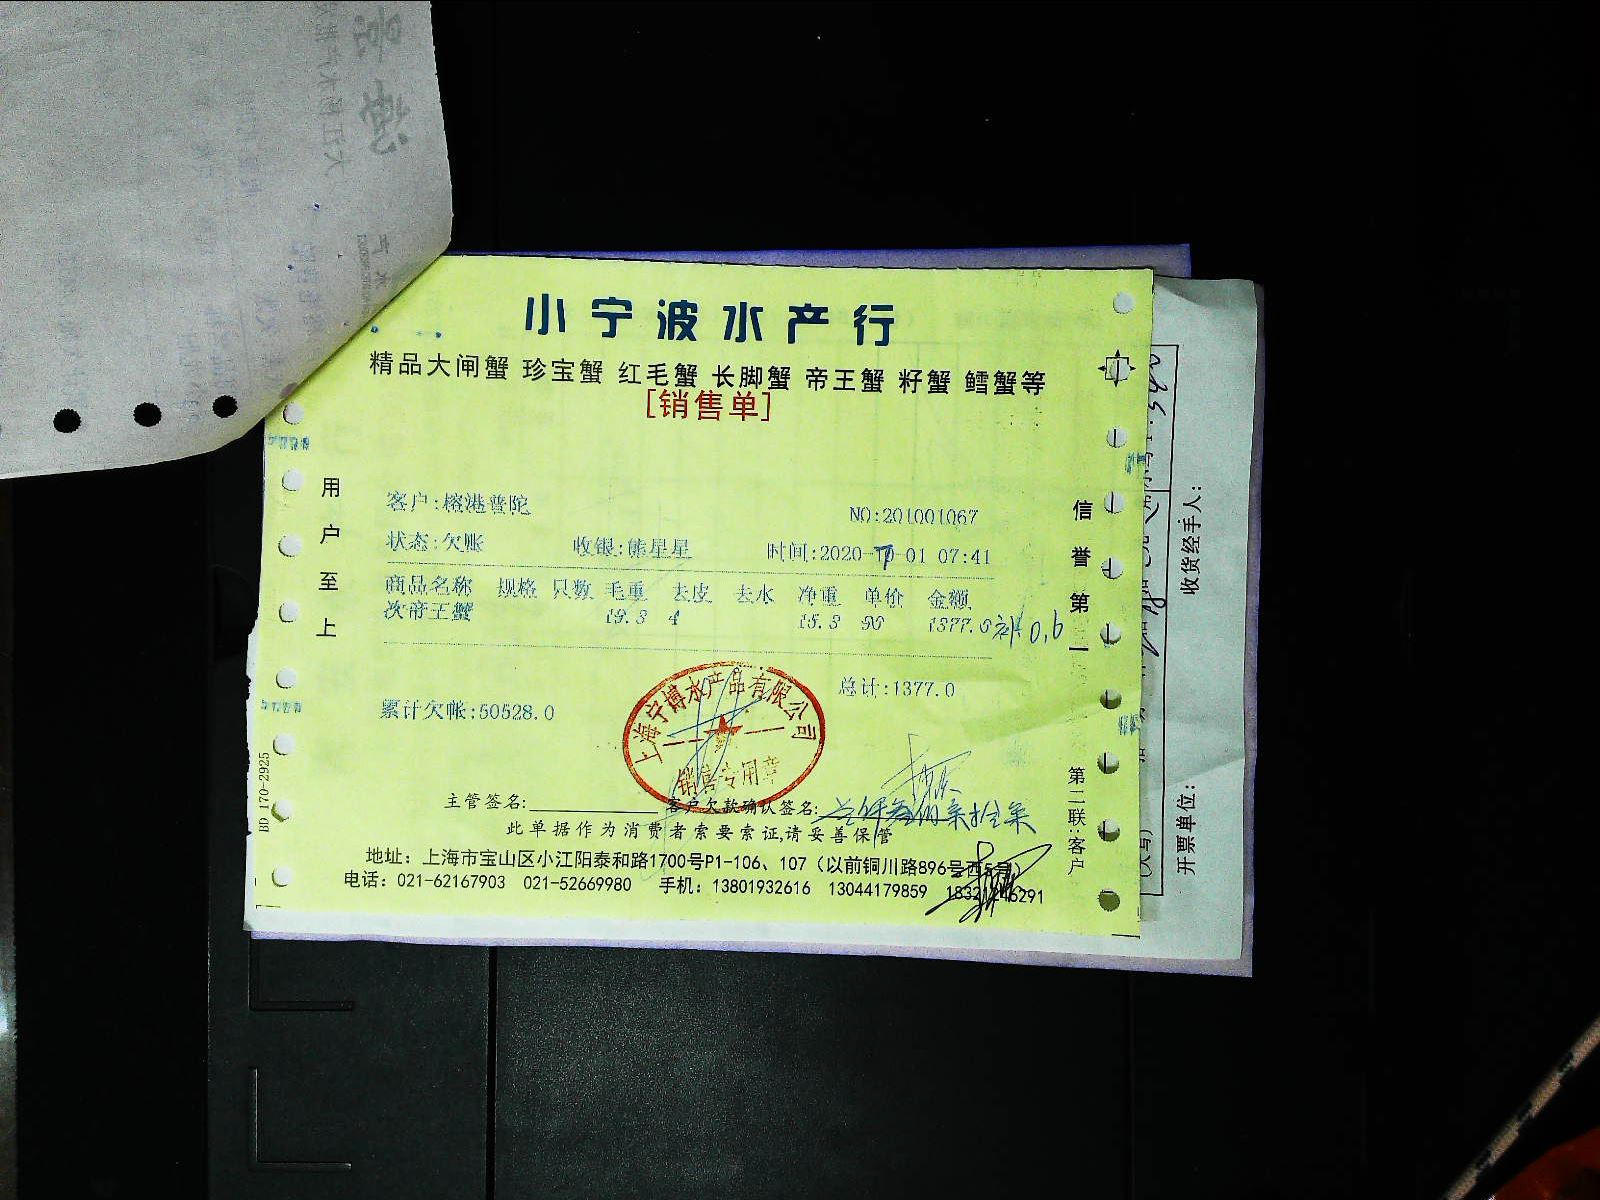 小宁波水产行
精品大闸蟹 珍宝蟹 红毛蟹 长脚蟹 帝王蟹 籽蟹 鳕蟹等
[销售单]
用户至上
信誉第一
客户:榕港普陀
NO:201001067
状态:欠账 收银:熊星星 时间:2020-10-01 07:41
商品名称 规格 只数 毛重 去皮 去水 净重 单价 金额
次帝王蟹 19.3 4 15.3 90 1377.0 补0.6
总计:1377.0
累计欠帐:50528.0
上海宁博水产品有限公司
销售专用章
主管签名: 客户欠款确认签名:
此单据作为消费者索要索证,请妥善保管
地址：上海市宝山区小江阳泰和路1700号P1-106、107（以前铜川路896号西5号）
电话：021-62167903 021-52669980 手机：13801932616 13044179859 18321246291
BD 170-2925
第二联:客户
收货经手人：
开票单位：